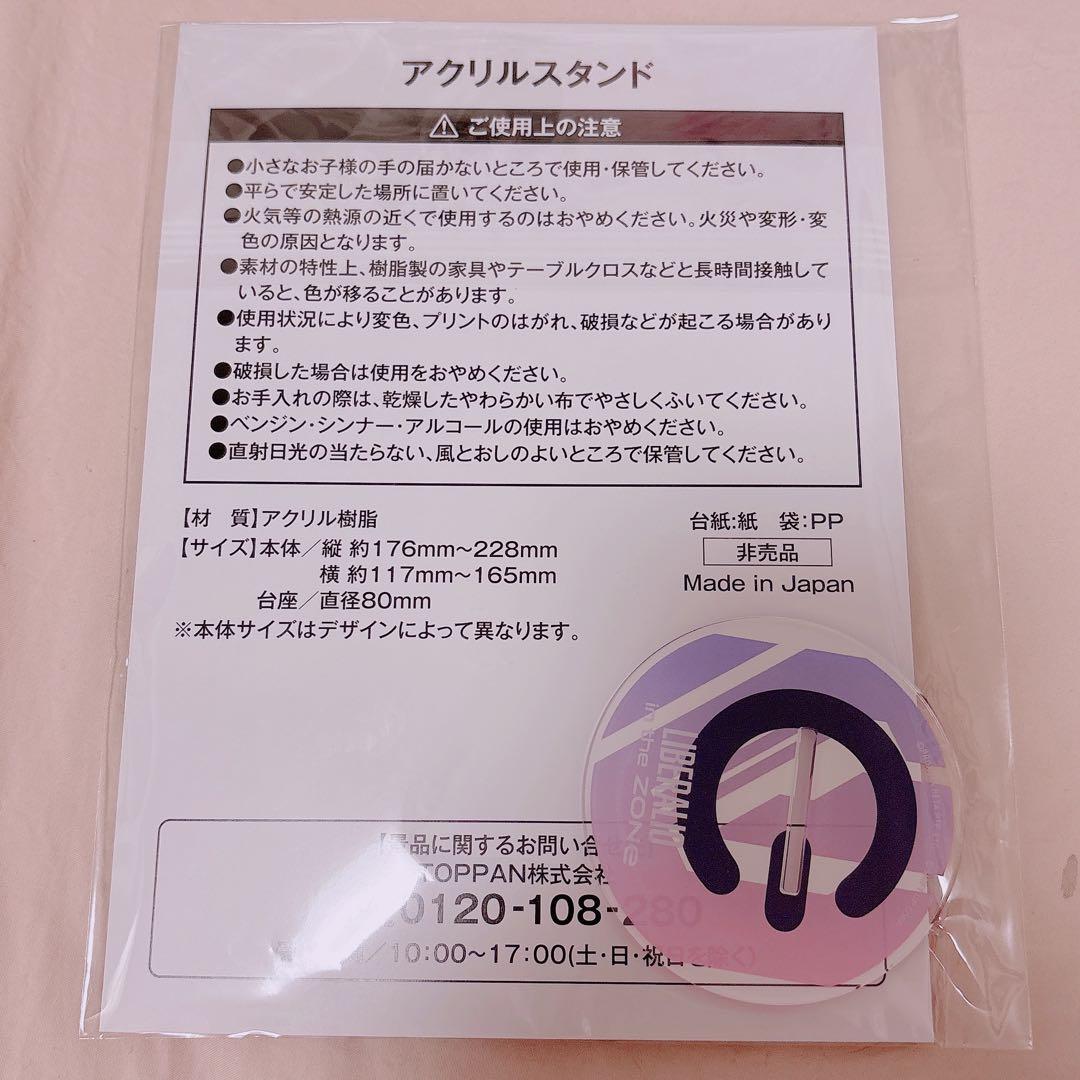 アクリルスタンド
ご使用上の注意
●小さなお子様の手の届かないところで使用・保管してください。
●平らで安定した場所に置いてください。
●火気等の熱源の近くで使用するのはおやめください。火災や変形・変
色の原因となります。
●素材の特性上、樹脂製の家具やテーブルクロスなどと長時間接触して
いると、色が移ることがあります。
●使用状況により変色、プリントのはがれ、破損などが起こる場合があり
ます。
●破損した場合は使用をおやめください。
●お手入れの際は、乾燥したやわらかい布でやさしくふいてください。
●ベンジン・シンナー・アルコールの使用はおやめください。
●直射日光の当たらない、風とおしのよいところで保管してください。
【材　質】アクリル樹脂
【サイズ】本体／縦 約176mm〜228mm
横 約117mm〜165mm
台座／直径80mm
※本体サイズはデザインによって異なります。
台紙:紙　袋:PP
非売品
Made in Japan
in the ZONe
品に関するお問い合
TOPPAN株式会
0120-108-280
／10:00〜17:00(土・日・祝日を除く)